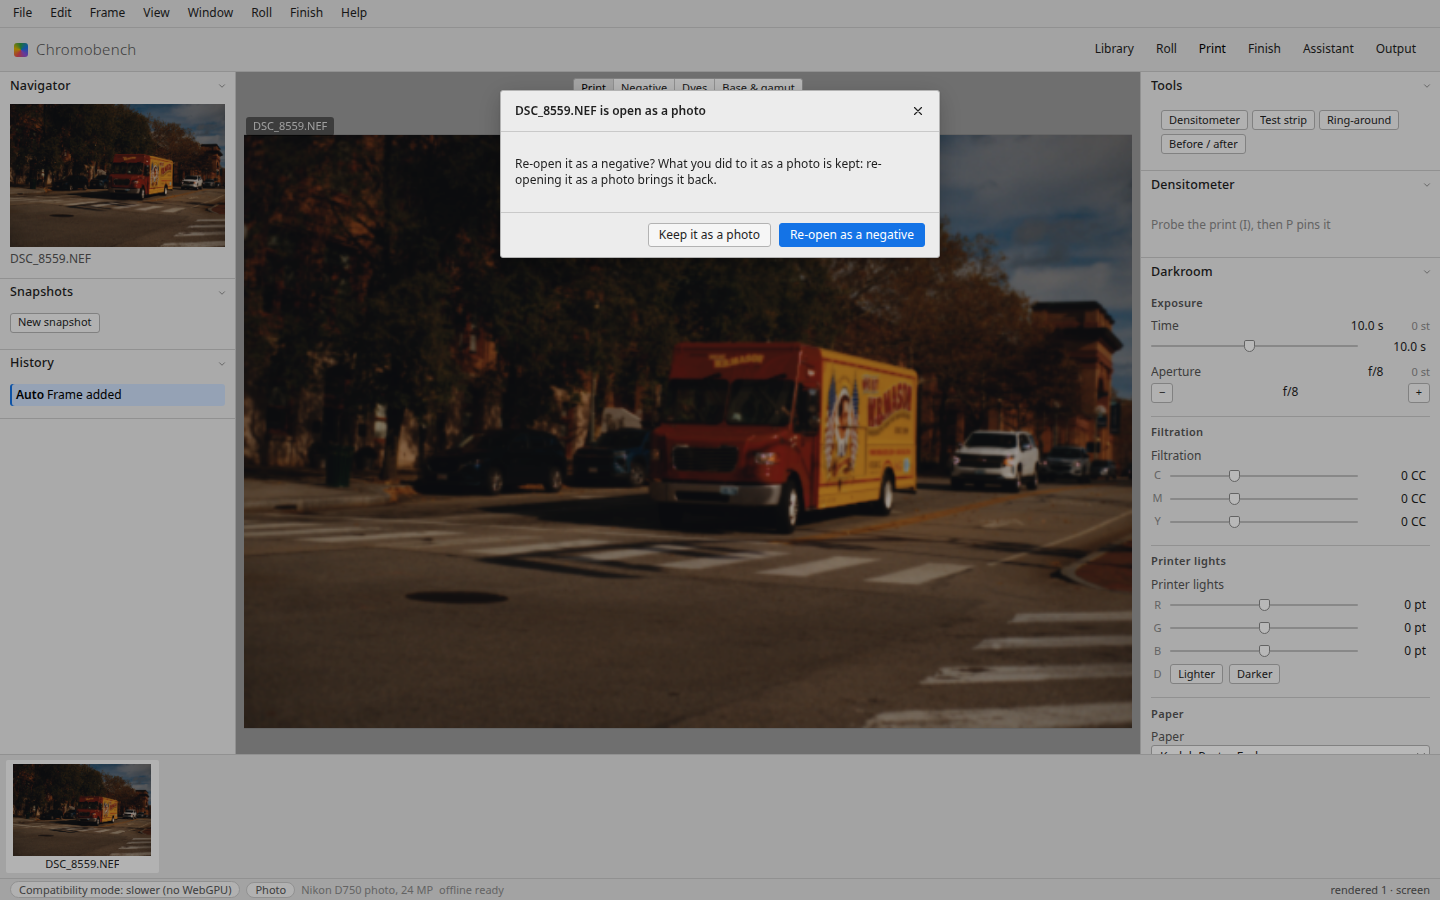 File Edit Frame View Window Roll Finish Help
Chromobench
Library Roll Print Finish Assistant Output
Navigator
DSC_8559.NEF
Snapshots
New snapshot
History
Auto Frame added
Print Negative Dyes Base & gamut
DSC_8559.NEF
DSC_8559.NEF is open as a photo
Re-open it as a negative? What you did to it as a photo is kept: re-
opening it as a photo brings it back.
Keep it as a photo
Re-open as a negative
Tools
Densitometer Test strip Ring-around
Before / after
Densitometer
Probe the print (I), then P pins it
Darkroom
Exposure
Time 10.0 s 0 st
10.0 s
Aperture f/8 0 st
− f/8 +
Filtration
Filtration
C 0 CC
M 0 CC
Y 0 CC
Printer lights
Printer lights
R 0 pt
G 0 pt
B 0 pt
D Lighter Darker
Paper
Paper
DSC_8559.NEF
Compatibility mode: slower (no WebGPU) Photo Nikon D750 photo, 24 MP offline ready
rendered 1 · screen